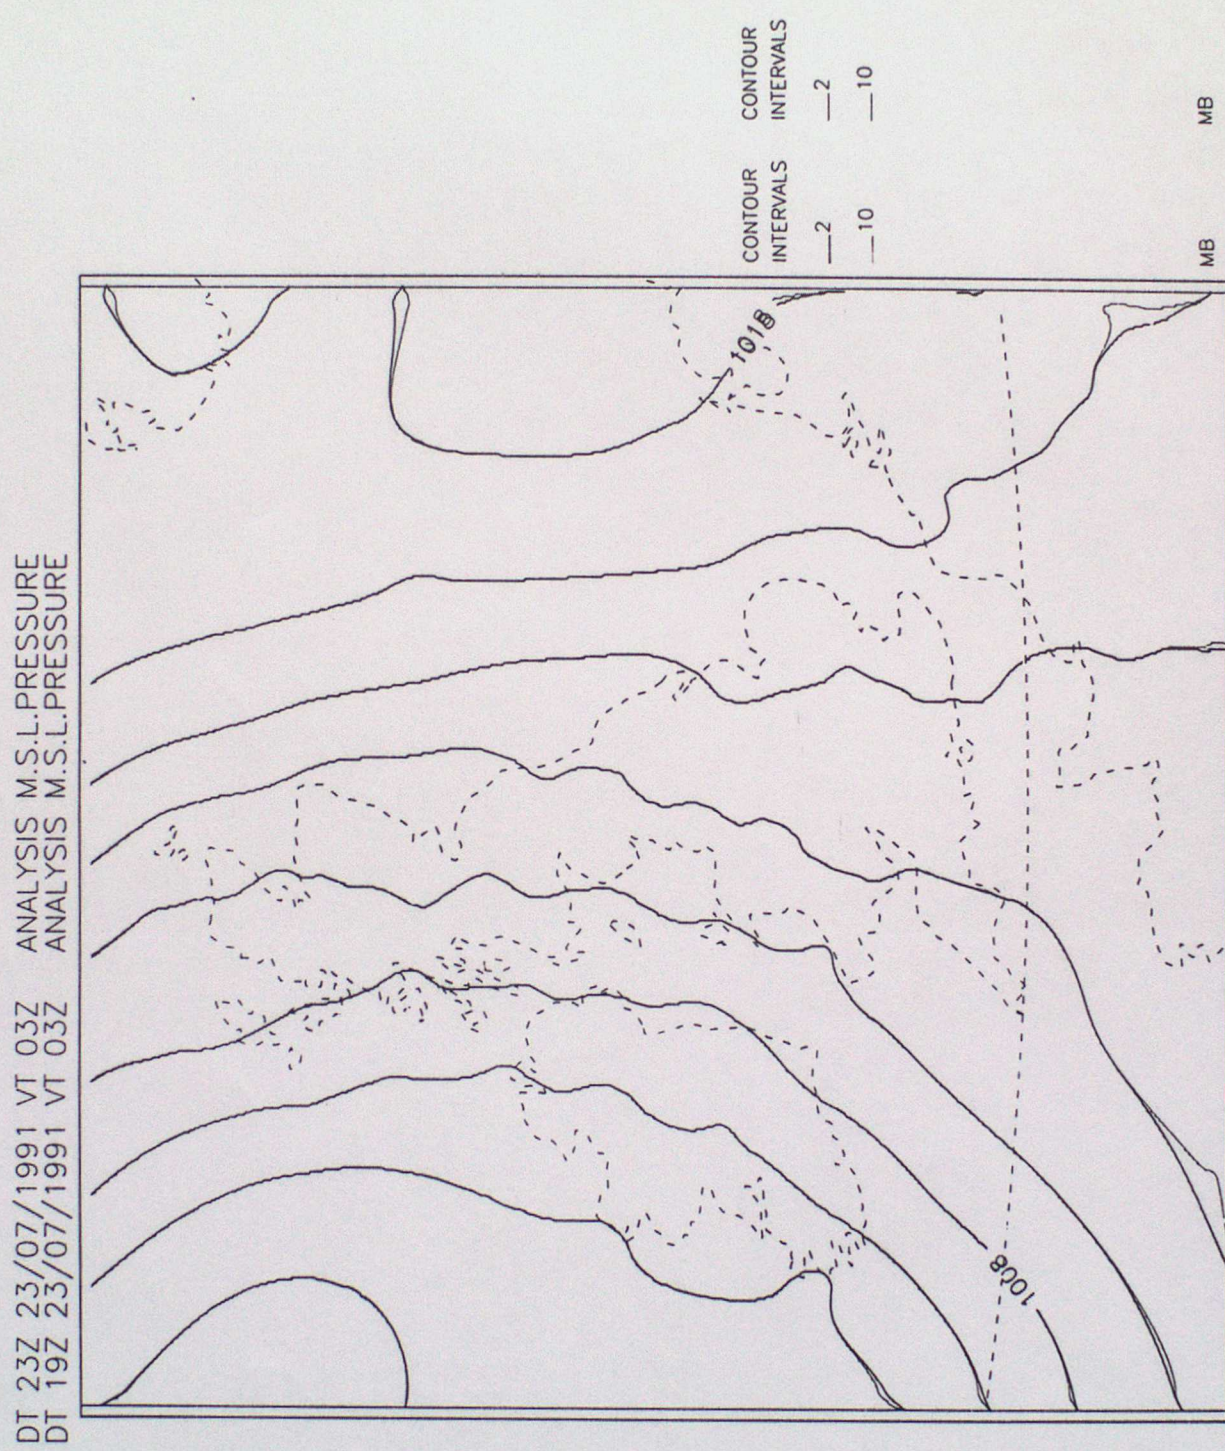 DT 23Z 23/07/1991 VT 03Z ANALYSIS M.S.L.PRESSURE
DT 19Z 23/07/1991 VT 03Z ANALYSIS M.S.L.PRESSURE
CONTOUR
INTERVALS
2
10
MB
CONTOUR
INTERVALS
2
10
MB
1018
1008